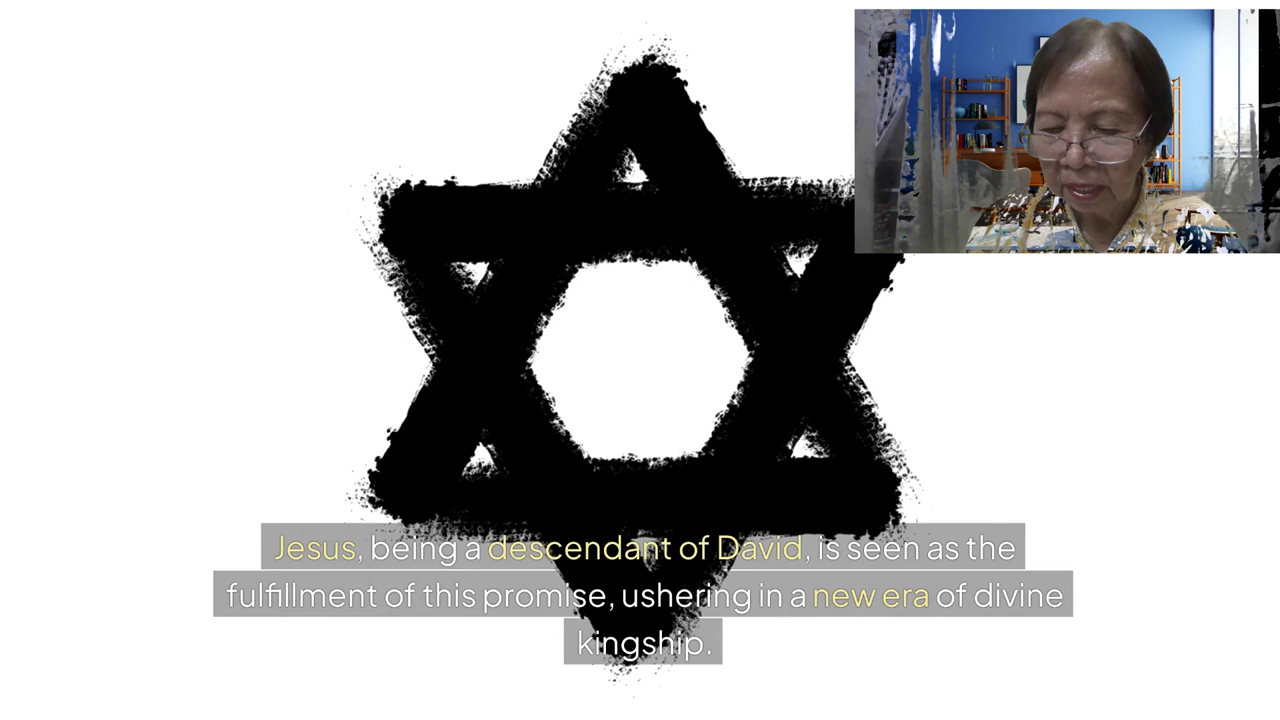 Jesus, being a descendant of David, is seen as the
fulfillment of this promise, ushering in a new era of divine
kingship.